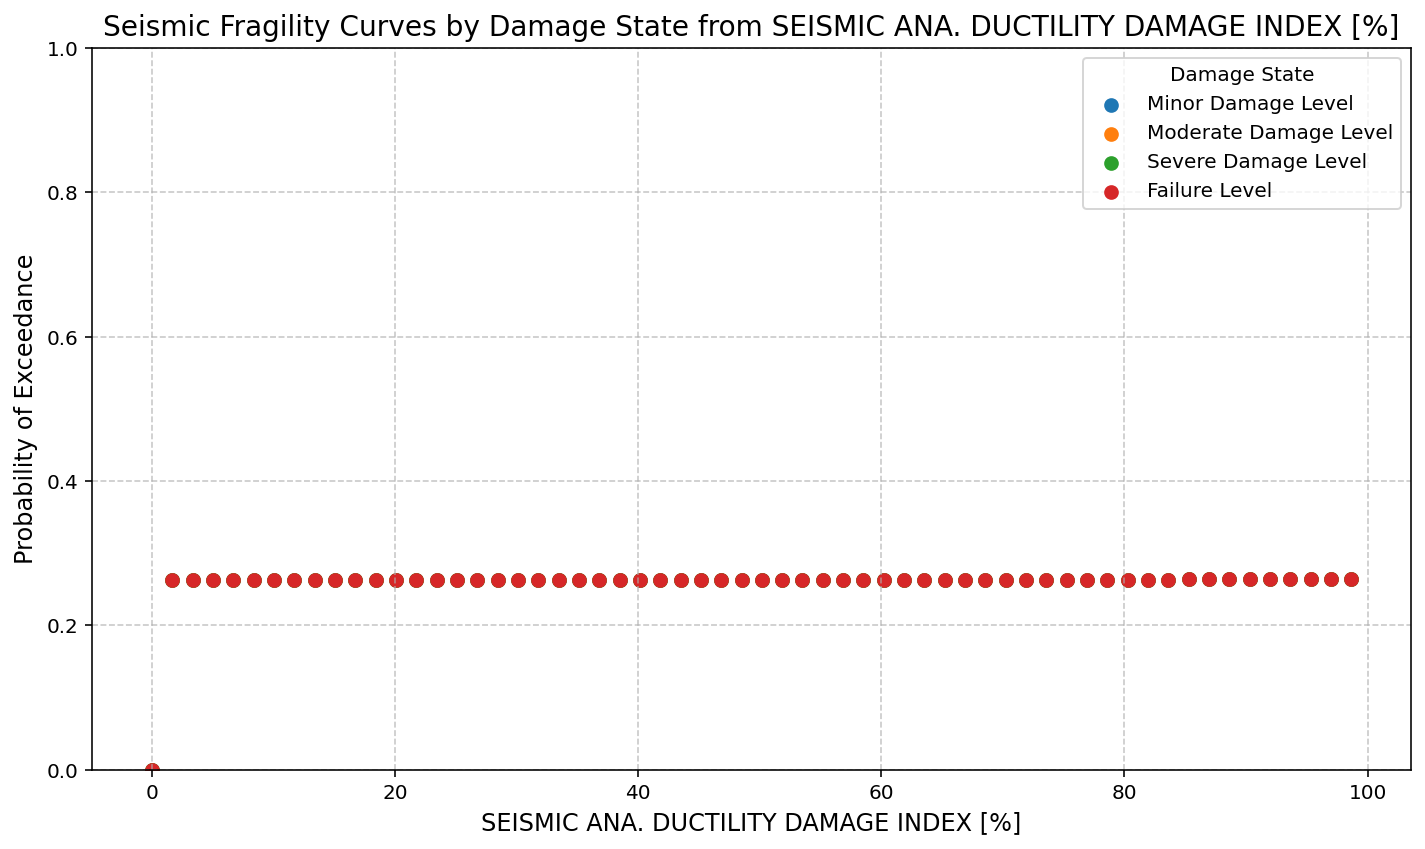 Seismic Fragility Curves by Damage State from SEISMIC ANA. DUCTILITY DAMAGE INDEX [%]
Damage State
Minor Damage Level
Moderate Damage Level
Severe Damage Level
Failure Level
Probability of Exceedance
1.0
0.8
0.6
0.4
0.2
0.0
0
20
40
60
80
100
SEISMIC ANA. DUCTILITY DAMAGE INDEX [%]